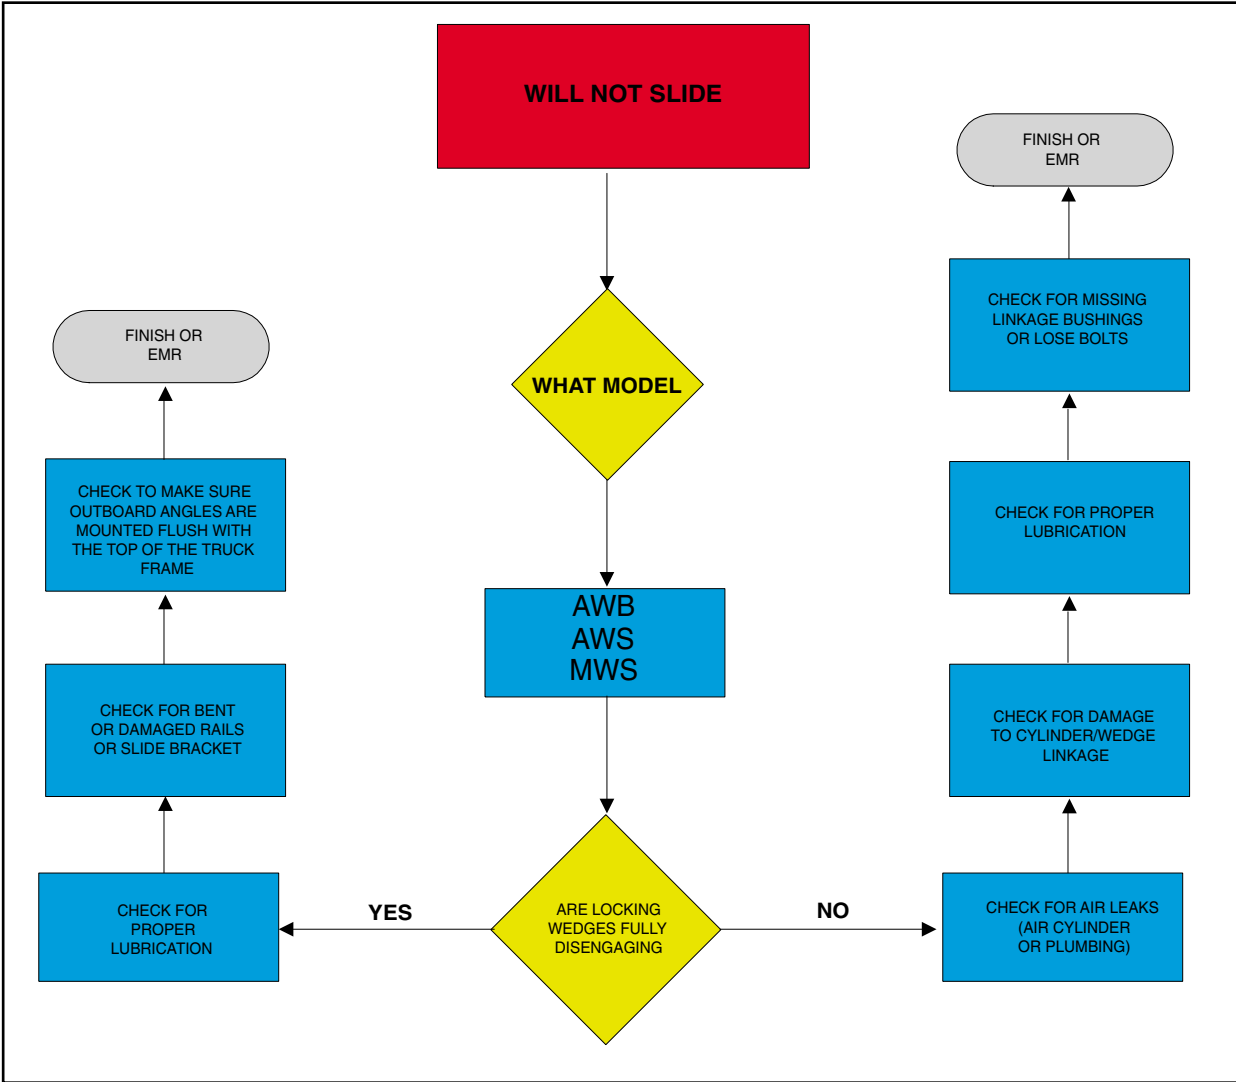 WILL NOT SLIDE
WHAT MODEL
AWB
AWS
MWS
ARE LOCKING
WEDGES FULLY
DISENGAGING
YES
CHECK FOR
PROPER
LUBRICATION
CHECK FOR BENT
OR DAMAGED RAILS
OR SLIDE BRACKET
CHECK TO MAKE SURE
OUTBOARD ANGLES ARE
MOUNTED FLUSH WITH
THE TOP OF THE TRUCK
FRAME
FINISH OR
EMR
NO
CHECK FOR AIR LEAKS
(AIR CYLINDER
OR PLUMBING)
CHECK FOR DAMAGE
TO CYLINDER/WEDGE
LINKAGE
CHECK FOR PROPER
LUBRICATION
CHECK FOR MISSING
LINKAGE BUSHINGS
OR LOSE BOLTS
FINISH OR
EMR